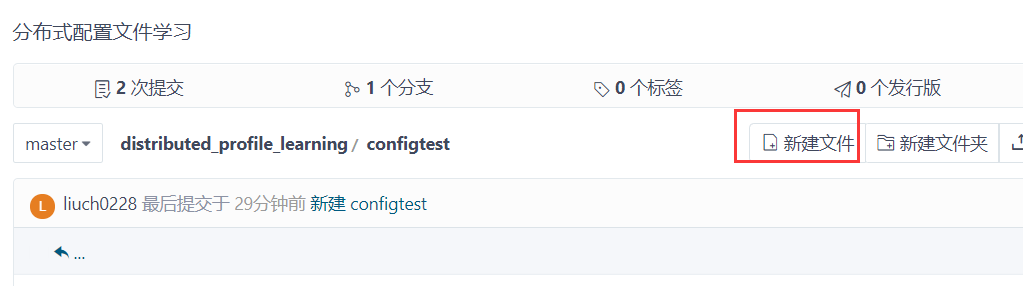 分布式配置文件学习
2 次提交 1 个分支 0 个标签 0 个发行版
master distributed_profile_learning / configtest 新建文件 新建文件夹
L liuch0228 最后提交于 29分钟前 新建 configtest
...